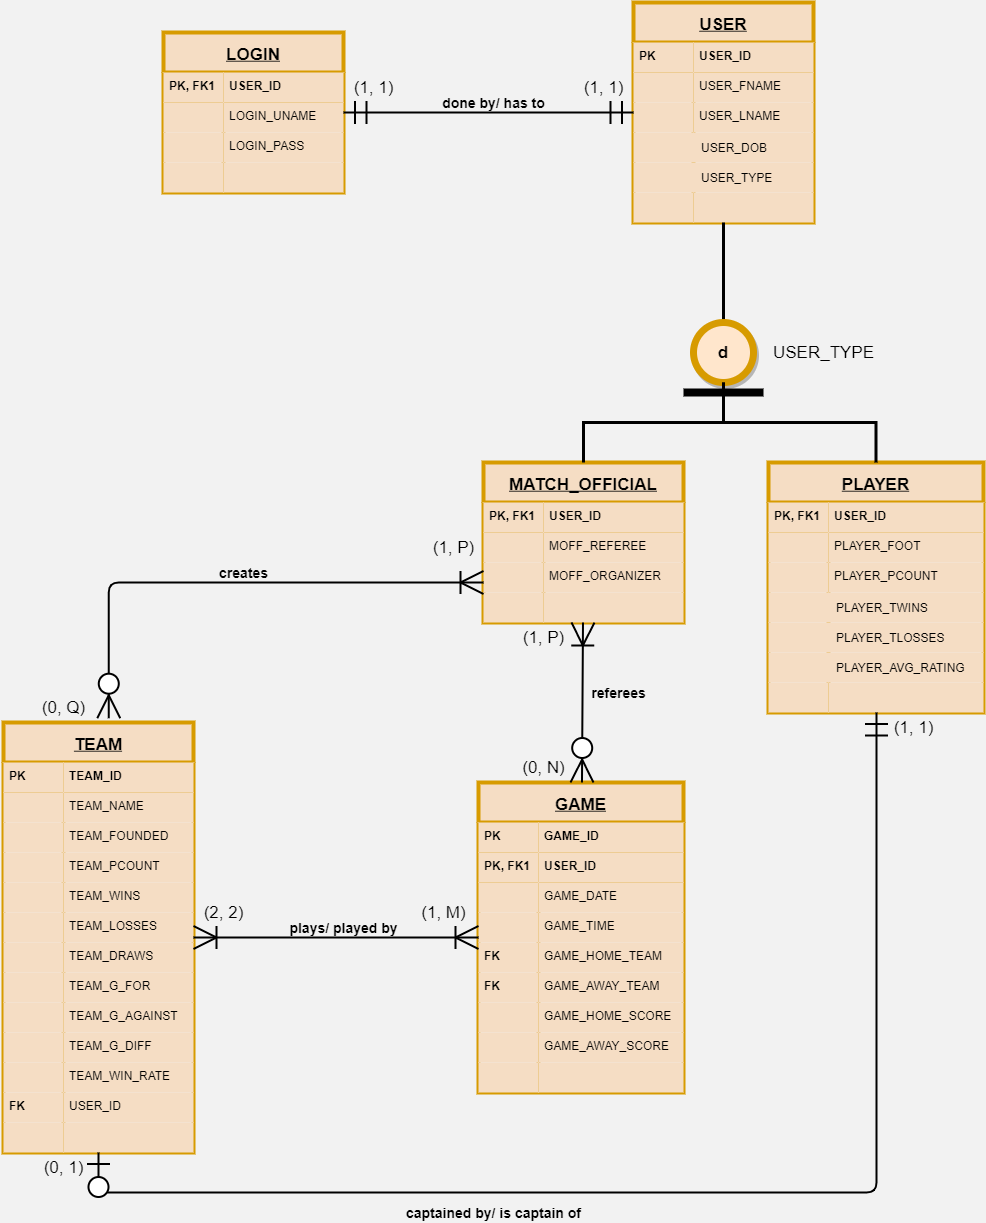 USER
PK USER_ID
USER_FNAME
USER_LNAME
USER_DOB
USER_TYPE
LOGIN
PK, FK1 USER_ID
LOGIN_UNAME
LOGIN_PASS
(1, 1)
done by/ has to
(1, 1)
d
USER_TYPE
MATCH_OFFICIAL
PK, FK1 USER_ID
MOFF_REFEREE
MOFF_ORGANIZER
PLAYER
PK, FK1 USER_ID
PLAYER_FOOT
PLAYER_PCOUNT
PLAYER_TWINS
PLAYER_TLOSSES
PLAYER_AVG_RATING
(1, P)
creates
(0, Q)
(1, P)
referees
(0, N)
(1, 1)
TEAM
PK TEAM_ID
TEAM_NAME
TEAM_FOUNDED
TEAM_PCOUNT
TEAM_WINS
TEAM_LOSSES
TEAM_DRAWS
TEAM_G_FOR
TEAM_G_AGAINST
TEAM_G_DIFF
TEAM_WIN_RATE
FK USER_ID
(2, 2)
plays/ played by
(1, M)
GAME
PK GAME_ID
PK, FK1 USER_ID
GAME_DATE
GAME_TIME
FK GAME_HOME_TEAM
FK GAME_AWAY_TEAM
GAME_HOME_SCORE
GAME_AWAY_SCORE
(0, 1)
captained by/ is captain of